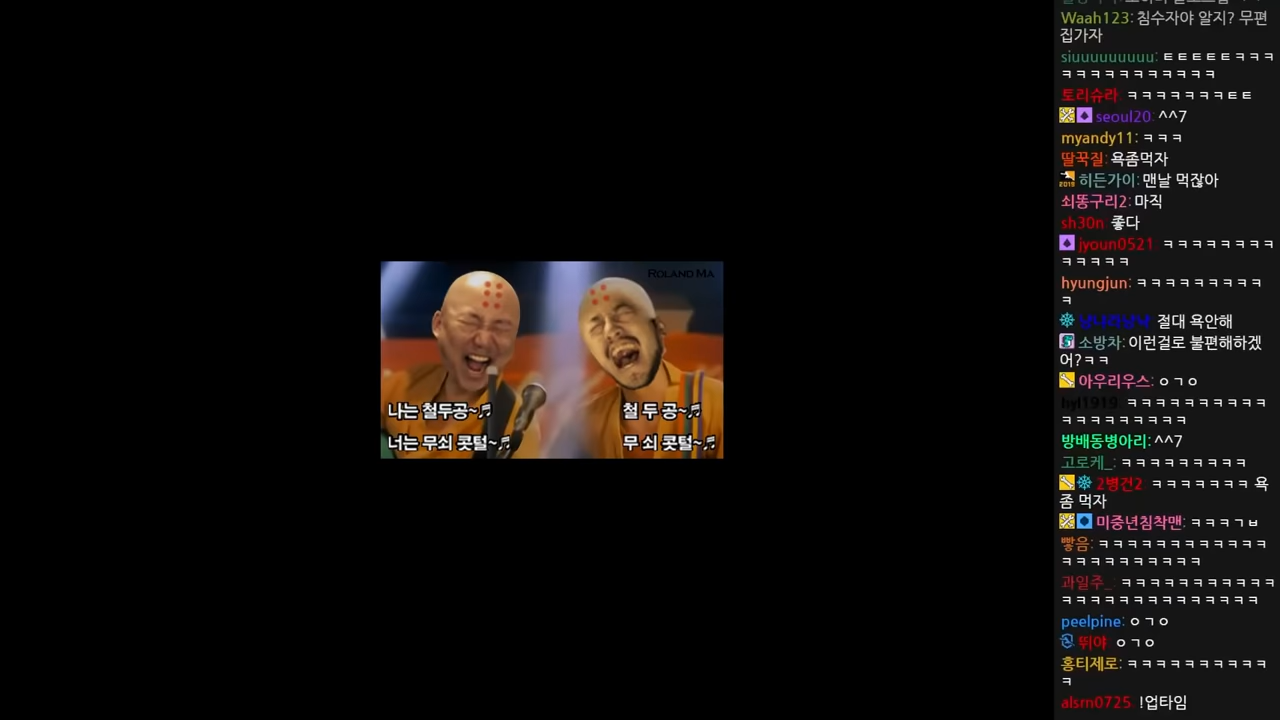 Waah123: 침수자야 알지? 무편
집가자
siuuuuuuuuu: ㅌㅌㅌㅌㅌㅋㅋㅋ
ㅋㅋㅋㅋㅋㅋㅋㅋㅋㅋㅋ
토리슈라: ㅋㅋㅋㅋㅋㅋㅋㅌㅌ
seoul20: ^^7
myandy11: ㅋㅋㅋ
딸꾹질: 욕좀먹자
히든가이: 맨날 먹잖아
쇠똥구리2: 마직
sh30n 좋다
jyoun0521 ㅋㅋㅋㅋㅋㅋㅋㅋ
ㅋㅋㅋㅋㅋ
hyungjun: ㅋㅋㅋㅋㅋㅋㅋㅋㅋ
ㅋ
절대 욕안해
소방차: 이런걸로 불편해하겠
어?ㅋㅋ
아우리우스: ㅇㄱㅇ
hyl1919 ㅋㅋㅋㅋㅋㅋㅋㅋㅋㅋ
ㅋㅋㅋㅋㅋㅋㅋㅋㅋ
방배동병아리: ^^7
고로케_: ㅋㅋㅋㅋㅋㅋㅋㅋㅋ
2병건2 ㅋㅋㅋㅋㅋㅋㅋ 욕
좀 먹자
미중년침착맨: ㅋㅋㅋㄱㅂ
빻음: ㅋㅋㅋㅋㅋㅋㅋㅋㅋㅋㅋㅋ
ㅋㅋㅋㅋㅋㅋㅋㅋㅋㅋ
과일주_: ㅋㅋㅋㅋㅋㅋㅋㅋㅋㅋㅋ
ㅋㅋㅋㅋㅋㅋㅋㅋㅋㅋㅋㅋㅋㅋ
peelpine: ㅇㄱㅇ
뛰야 ㅇㄱㅇ
홍티제로: ㅋㅋㅋㅋㅋㅋㅋㅋㅋㅋ
ㅋ
alsrn0725 !업타임
ROLAND MA
나는 철두공~♬ 철 두 공~♬
너는 무쇠 콧털~♬ 무 쇠 콧털~♬